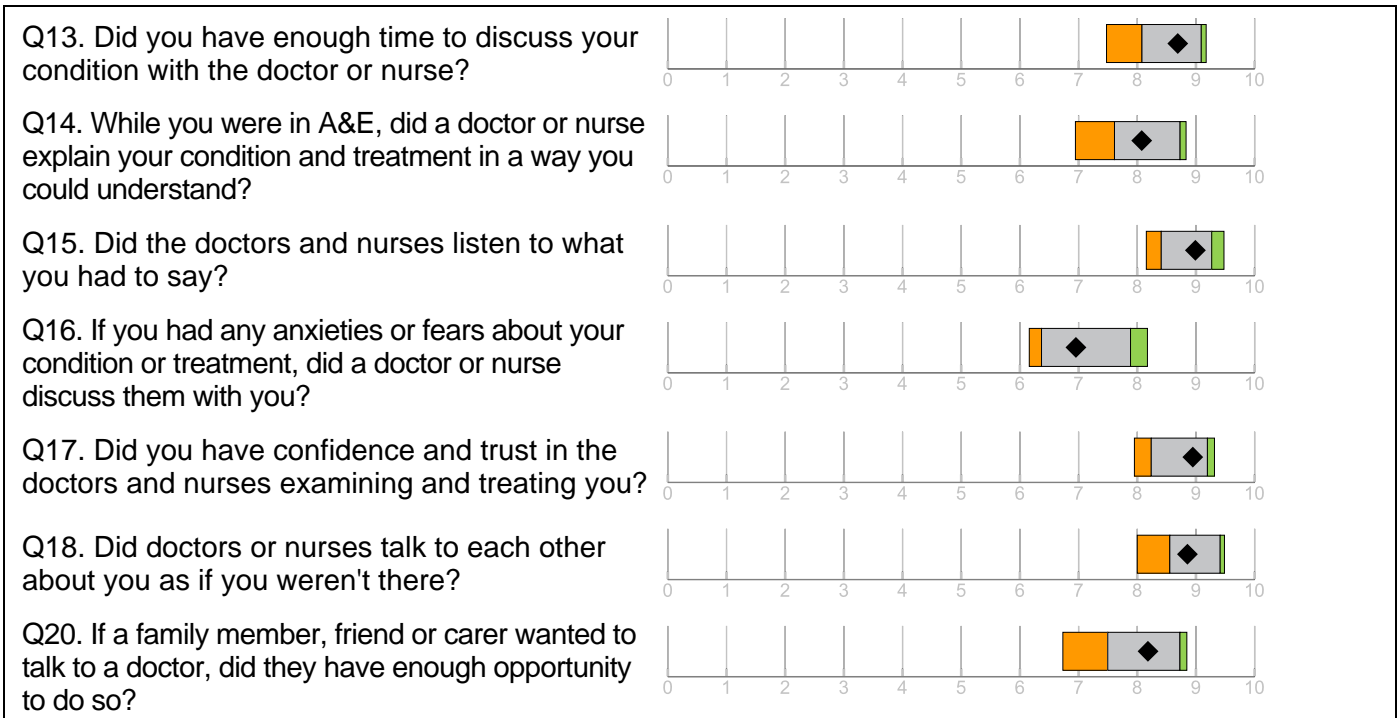 Q13. Did you have enough time to discuss your
condition with the doctor or nurse?
0 1 2 3 4 5 6 7 8 9 10
Q14. While you were in A&E, did a doctor or nurse
explain your condition and treatment in a way you
could understand?
0 1 2 3 4 5 6 7 8 9 10
Q15. Did the doctors and nurses listen to what
you had to say?
0 1 2 3 4 5 6 7 8 9 10
Q16. If you had any anxieties or fears about your
condition or treatment, did a doctor or nurse
discuss them with you?
0 1 2 3 4 5 6 7 8 9 10
Q17. Did you have confidence and trust in the
doctors and nurses examining and treating you?
0 1 2 3 4 5 6 7 8 9 10
Q18. Did doctors or nurses talk to each other
about you as if you weren't there?
0 1 2 3 4 5 6 7 8 9 10
Q20. If a family member, friend or carer wanted to
talk to a doctor, did they have enough opportunity
to do so?
0 1 2 3 4 5 6 7 8 9 10